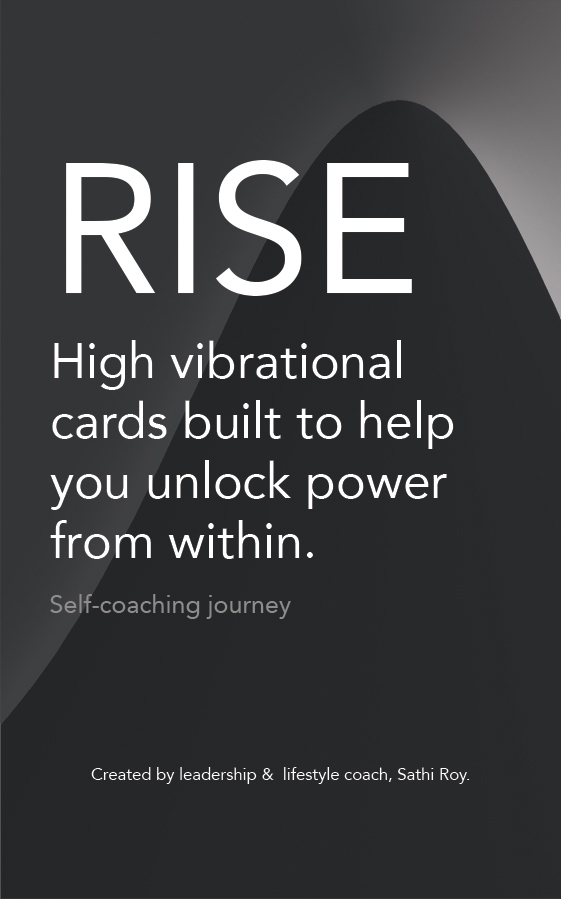 RISE
High vibrational
cards built to help
you unlock power
from within.
Self-coaching journey
Created by leadership &  lifestyle coach, Sathi Roy.